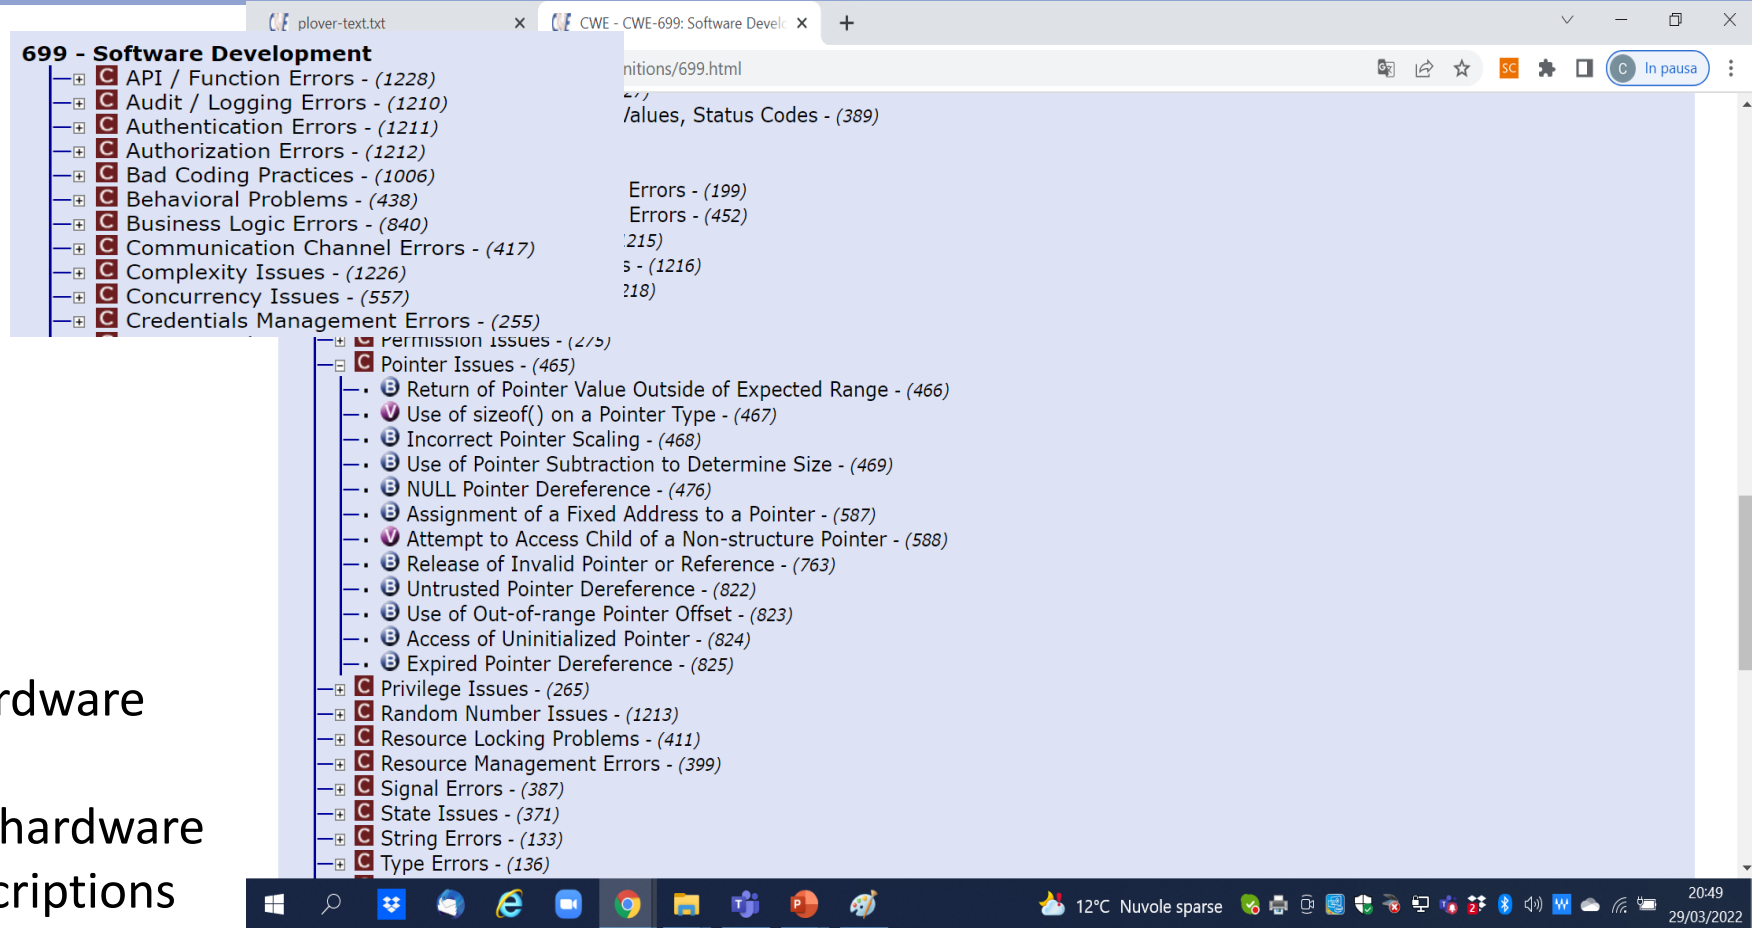 plover-text.txt
CWE - CWE-699: Software Develo
nitions/699.html
SC
C In pausa
699 - Software Development
C API / Function Errors - (1228)
C Audit / Logging Errors - (1210)
C Authentication Errors - (1211)
C Authorization Errors - (1212)
C Bad Coding Practices - (1006)
C Behavioral Problems - (438)
C Business Logic Errors - (840)
C Communication Channel Errors - (417)
C Complexity Issues - (1226)
C Concurrency Issues - (557)
C Credentials Management Errors - (255)
Values, Status Codes - (389)
Errors - (199)
Errors - (452)
1215)
s - (1216)
218)
C Permission Issues - (275)
C Pointer Issues - (465)
B Return of Pointer Value Outside of Expected Range - (466)
V Use of sizeof() on a Pointer Type - (467)
B Incorrect Pointer Scaling - (468)
B Use of Pointer Subtraction to Determine Size - (469)
B NULL Pointer Dereference - (476)
B Assignment of a Fixed Address to a Pointer - (587)
V Attempt to Access Child of a Non-structure Pointer - (588)
B Release of Invalid Pointer or Reference - (763)
B Untrusted Pointer Dereference - (822)
B Use of Out-of-range Pointer Offset - (823)
B Access of Uninitialized Pointer - (824)
B Expired Pointer Dereference - (825)
C Privilege Issues - (265)
C Random Number Issues - (1213)
C Resource Locking Problems - (411)
C Resource Management Errors - (399)
C Signal Errors - (387)
C State Issues - (371)
C String Errors - (133)
C Type Errors - (136)
rdware
hardware
criptions
12°C Nuvole sparse
20:49
29/03/2022